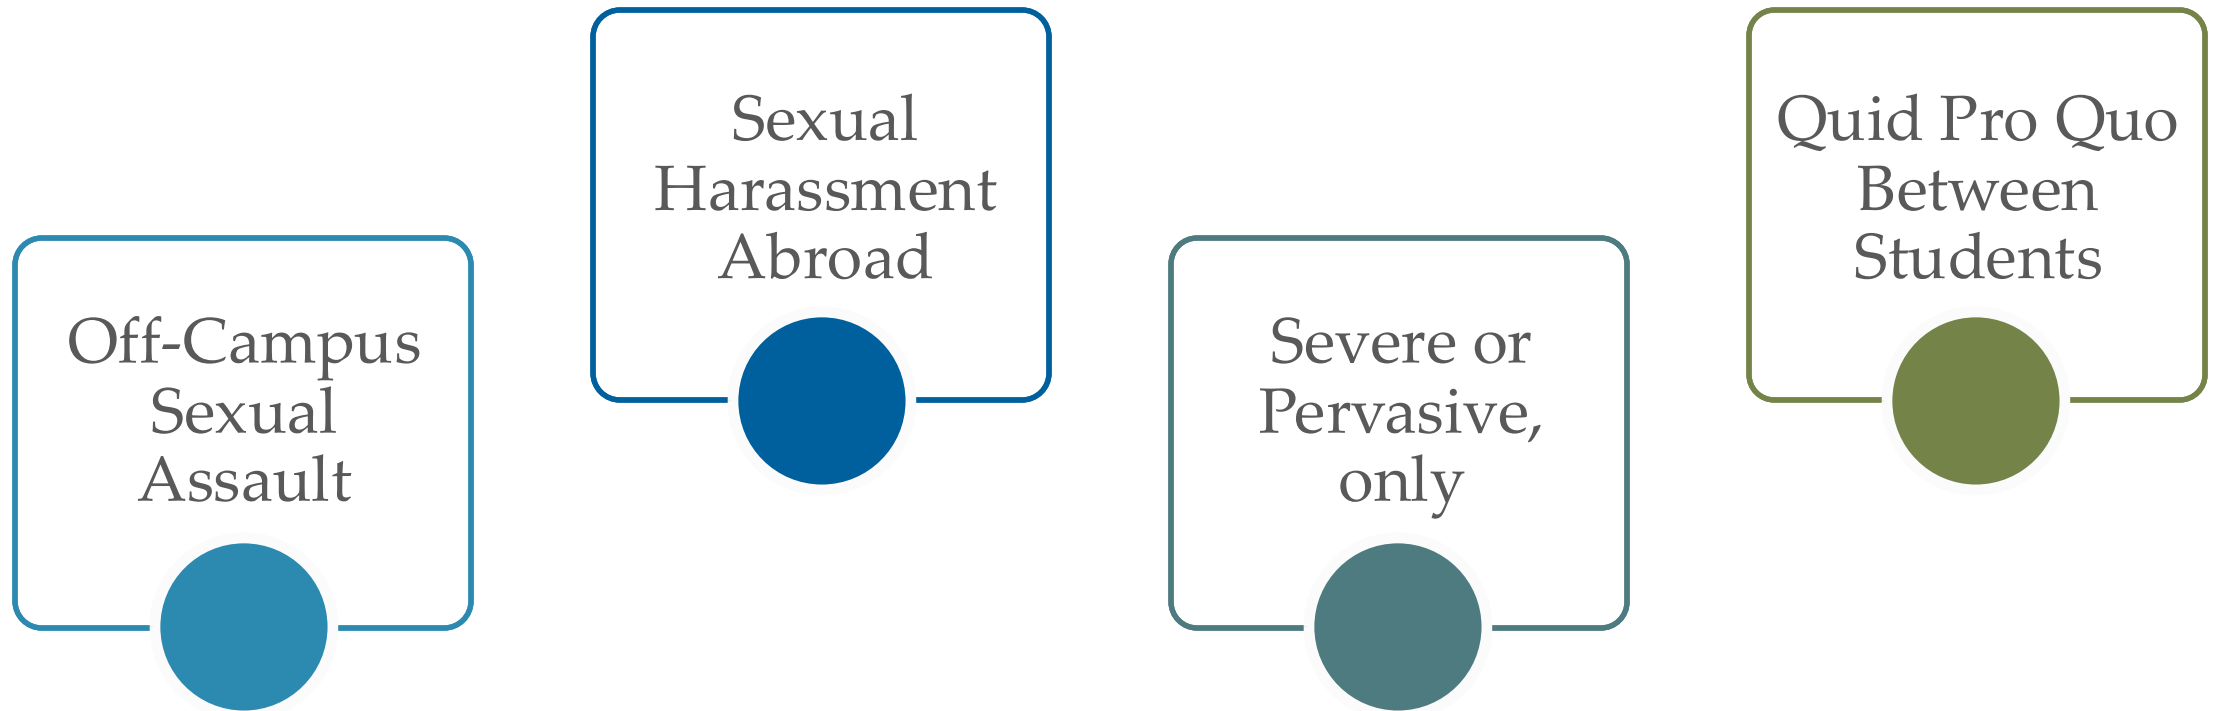 Off-Campus
Sexual
Assault
Sexual
Harassment
Abroad
Severe or
Pervasive,
only
Quid Pro Quo
Between
Students